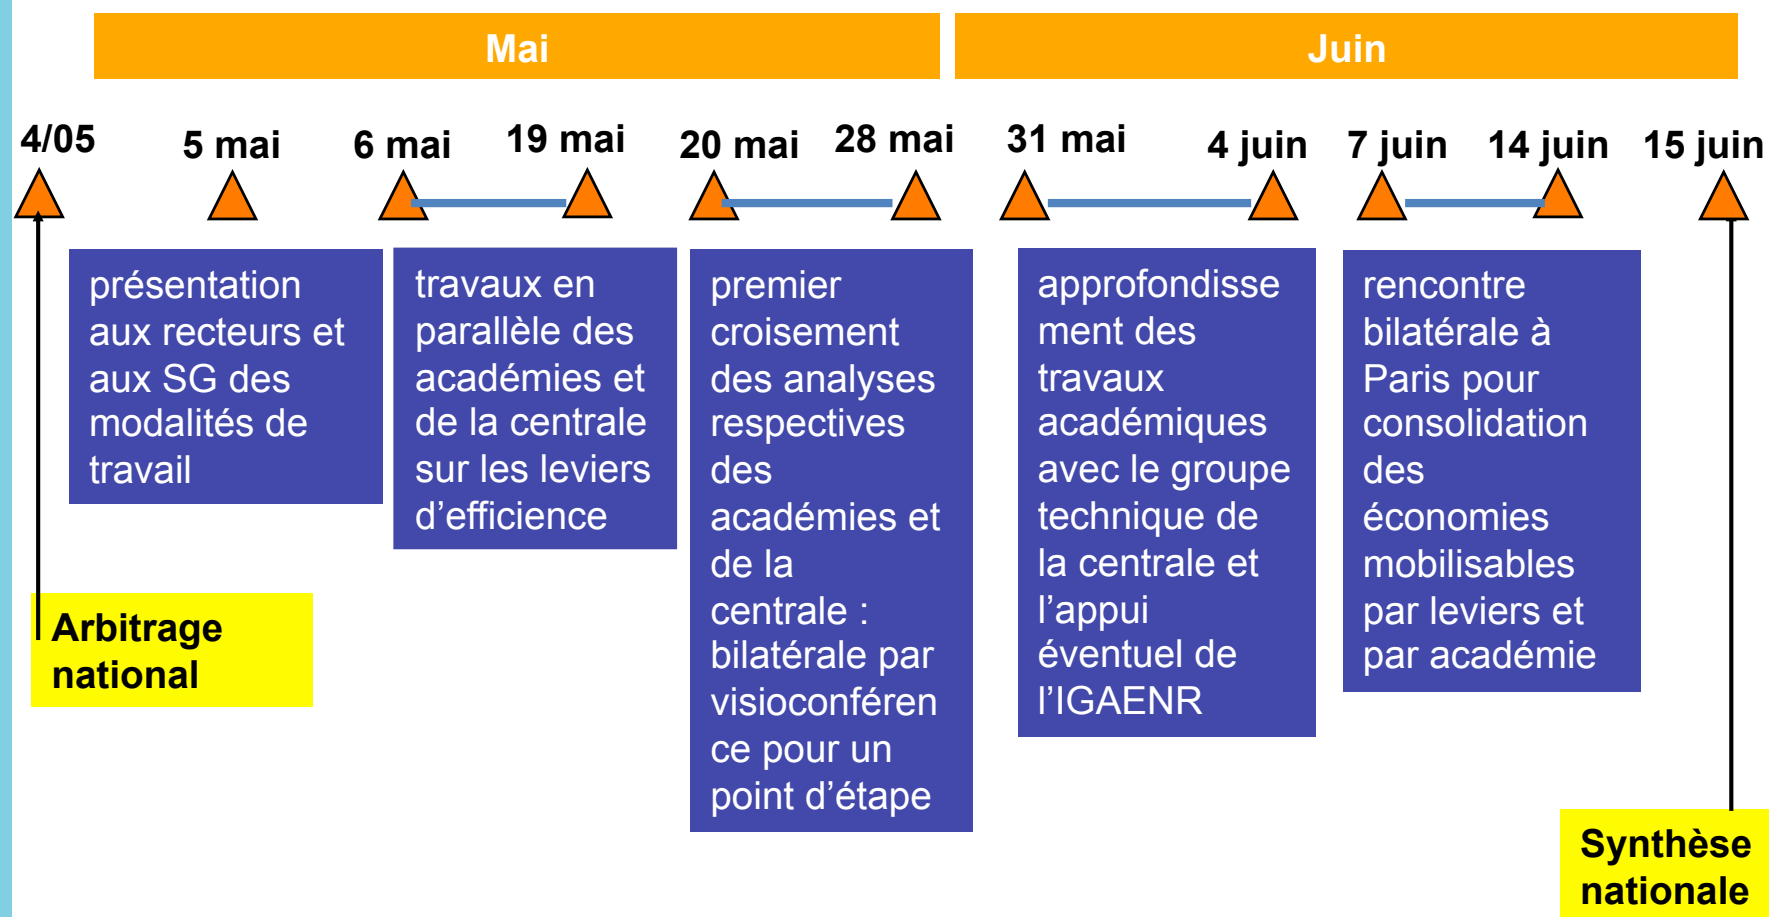 Mai
Juin
4/05
5 mai
6 mai
19 mai
20 mai
28 mai
31 mai
4 juin
7 juin
14 juin
15 juin
présentation
aux recteurs et
aux SG des
modalités de
travail
travaux en
parallèle des
académies et
de la centrale
sur les leviers
d’efficience
premier
croisement
des analyses
respectives
des
académies et
de la
centrale :
bilatérale par
visioconféren
ce pour un
point d’étape
approfondisse
ment des
travaux
académiques
avec le groupe
technique de
la centrale et
l’appui
éventuel de
l’IGAENR
rencontre
bilatérale à
Paris pour
consolidation
des
économies
mobilisables
par leviers et
par académie
Arbitrage
national
Synthèse
nationale